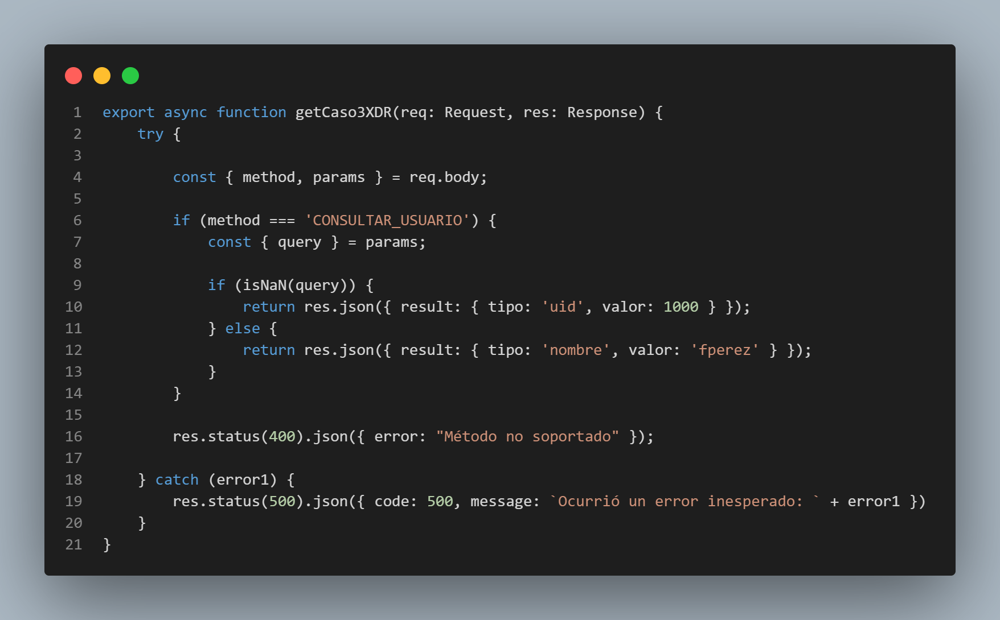 1 export async function getCaso3XDR(req: Request, res: Response) {
2     try {
3
4         const { method, params } = req.body;
5
6         if (method === 'CONSULTAR_USUARIO') {
7             const { query } = params;
8
9             if (isNaN(query)) {
10                 return res.json({ result: { tipo: 'uid', valor: 1000 } });
11             } else {
12                 return res.json({ result: { tipo: 'nombre', valor: 'fperez' } });
13             }
14         }
15
16         res.status(400).json({ error: "Método no soportado" });
17
18     } catch (error1) {
19         res.status(500).json({ code: 500, message: `Ocurrió un error inesperado: ` + error1 })
20     }
21 }